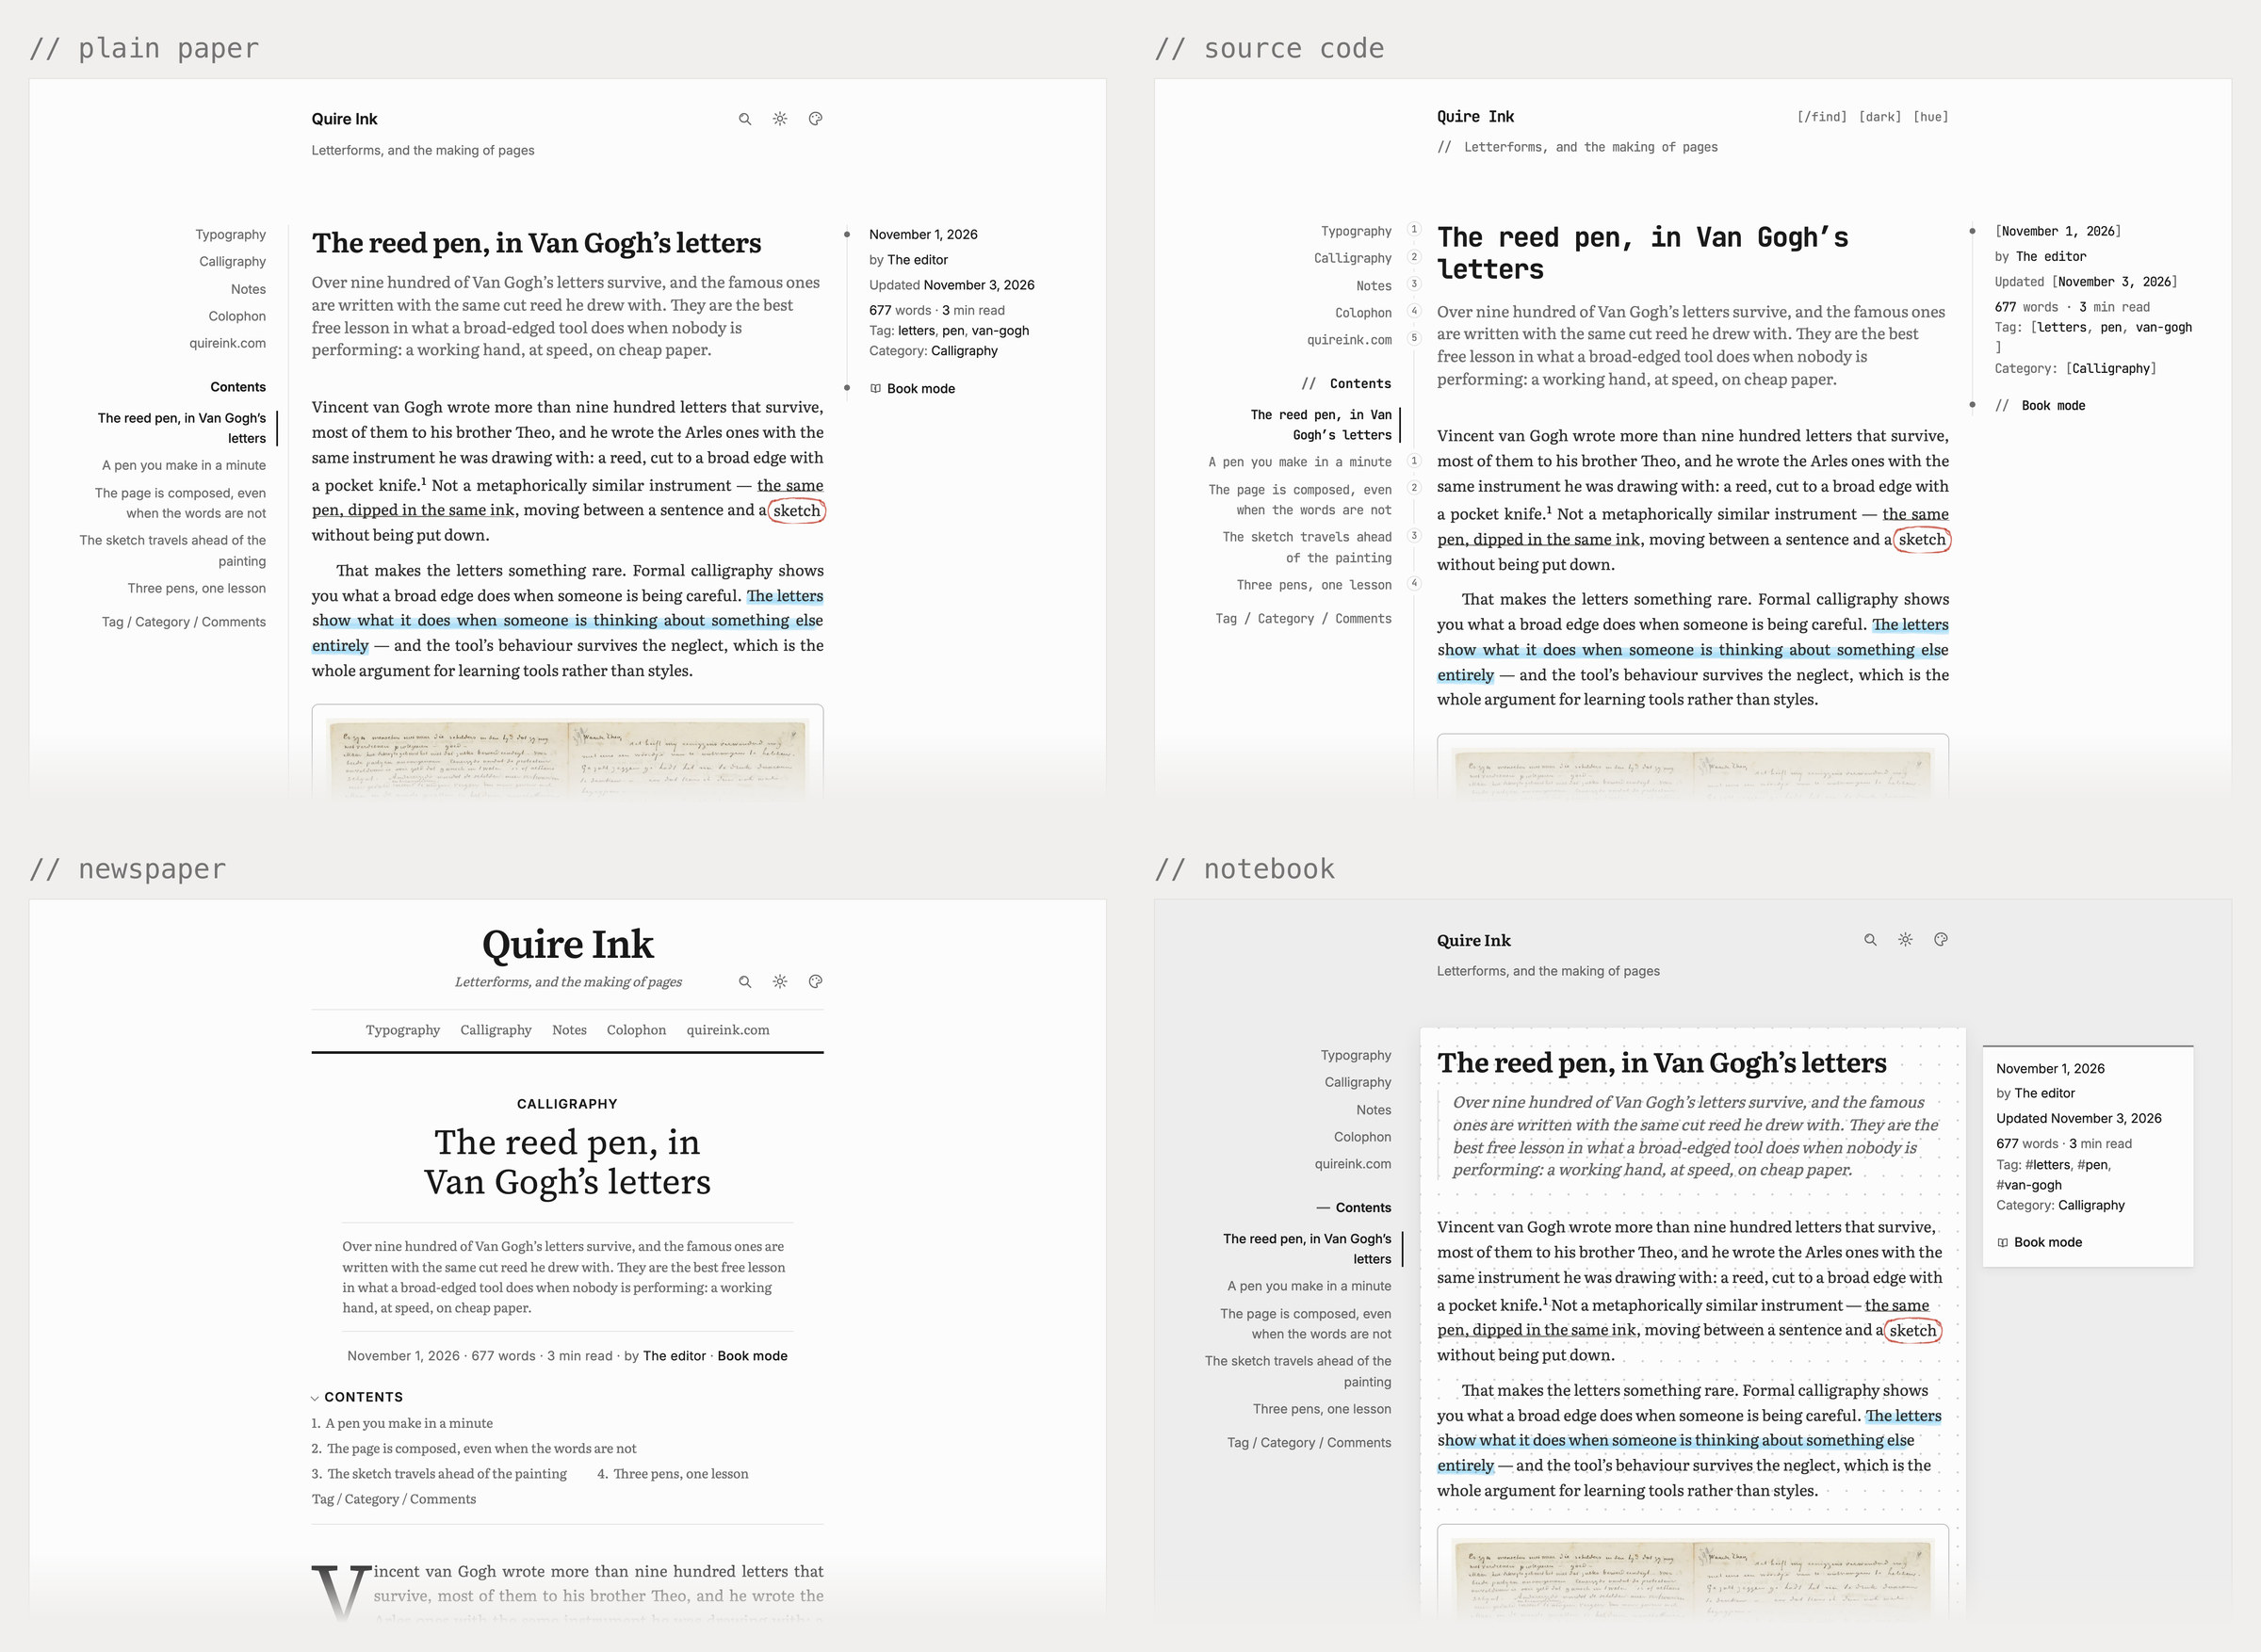 // plain paper
Quire Ink
Letterforms, and the making of pages
Typography
Calligraphy
Notes
Colophon
quireink.com
Contents
The reed pen, in Van Gogh’s
letters
A pen you make in a minute
The page is composed, even
when the words are not
The sketch travels ahead of the
painting
Three pens, one lesson
Tag / Category / Comments
The reed pen, in Van Gogh’s letters
Over nine hundred of Van Gogh’s letters survive, and the famous ones
are written with the same cut reed he drew with. They are the best
free lesson in what a broad-edged tool does when nobody is
performing: a working hand, at speed, on cheap paper.
Vincent van Gogh wrote more than nine hundred letters that survive,
most of them to his brother Theo, and he wrote the Arles ones with the
same instrument he was drawing with: a reed, cut to a broad edge with
a pocket knife.¹ Not a metaphorically similar instrument — the same
pen, dipped in the same ink, moving between a sentence and a sketch
without being put down.
That makes the letters something rare. Formal calligraphy shows
you what a broad edge does when someone is being careful. The letters
show what it does when someone is thinking about something else
entirely — and the tool’s behaviour survives the neglect, which is the
whole argument for learning tools rather than styles.
November 1, 2026
by The editor
Updated November 3, 2026
677 words · 3 min read
Tag: letters, pen, van-gogh
Category: Calligraphy
Book mode
// source code
Quire Ink
[/find] [dark] [hue]
// Letterforms, and the making of pages
Typography 1
Calligraphy 2
Notes 3
Colophon 4
quireink.com 5
// Contents
The reed pen, in Van
Gogh’s letters
A pen you make in a minute 1
The page is composed, even 2
when the words are not
The sketch travels ahead 3
of the painting
Three pens, one lesson 4
Tag / Category / Comments
The reed pen, in Van Gogh’s
letters
Over nine hundred of Van Gogh’s letters survive, and the famous ones
are written with the same cut reed he drew with. They are the best
free lesson in what a broad-edged tool does when nobody is
performing: a working hand, at speed, on cheap paper.
Vincent van Gogh wrote more than nine hundred letters that survive,
most of them to his brother Theo, and he wrote the Arles ones with the
same instrument he was drawing with: a reed, cut to a broad edge with
a pocket knife.¹ Not a metaphorically similar instrument — the same
pen, dipped in the same ink, moving between a sentence and a sketch
without being put down.
That makes the letters something rare. Formal calligraphy shows
you what a broad edge does when someone is being careful. The letters
show what it does when someone is thinking about something else
entirely — and the tool’s behaviour survives the neglect, which is the
whole argument for learning tools rather than styles.
[November 1, 2026]
by The editor
Updated [November 3, 2026]
677 words · 3 min read
Tag: [letters, pen, van-gogh
]
Category: [Calligraphy]
// Book mode
// newspaper
Quire Ink
Letterforms, and the making of pages
Typography Calligraphy Notes Colophon quireink.com
CALLIGRAPHY
The reed pen, in
Van Gogh’s letters
Over nine hundred of Van Gogh’s letters survive, and the famous ones are
written with the same cut reed he drew with. They are the best free lesson
in what a broad-edged tool does when nobody is performing: a working
hand, at speed, on cheap paper.
November 1, 2026 · 677 words · 3 min read · by The editor · Book mode
CONTENTS
1. A pen you make in a minute
2. The page is composed, even when the words are not
3. The sketch travels ahead of the painting 4. Three pens, one lesson
Tag / Category / Comments
Vincent van Gogh wrote more than nine hundred letters that
survive, most of them to his brother Theo, and he wrote the
Arles ones with the same instrument he was drawing with: a
// notebook
Quire Ink
Letterforms, and the making of pages
Typography
Calligraphy
Notes
Colophon
quireink.com
— Contents
The reed pen, in Van Gogh’s
letters
A pen you make in a minute
The page is composed, even
when the words are not
The sketch travels ahead of the
painting
Three pens, one lesson
Tag / Category / Comments
The reed pen, in Van Gogh’s letters
Over nine hundred of Van Gogh’s letters survive, and the famous
ones are written with the same cut reed he drew with. They are the
best free lesson in what a broad-edged tool does when nobody is
performing: a working hand, at speed, on cheap paper.
Vincent van Gogh wrote more than nine hundred letters that survive,
most of them to his brother Theo, and he wrote the Arles ones with the
same instrument he was drawing with: a reed, cut to a broad edge with
a pocket knife.¹ Not a metaphorically similar instrument — the same
pen, dipped in the same ink, moving between a sentence and a sketch
without being put down.
That makes the letters something rare. Formal calligraphy shows
you what a broad edge does when someone is being careful. The letters
show what it does when someone is thinking about something else
entirely — and the tool’s behaviour survives the neglect, which is the
whole argument for learning tools rather than styles.
November 1, 2026
by The editor
Updated November 3, 2026
677 words · 3 min read
Tag: #letters, #pen,
#van-gogh
Category: Calligraphy
Book mode